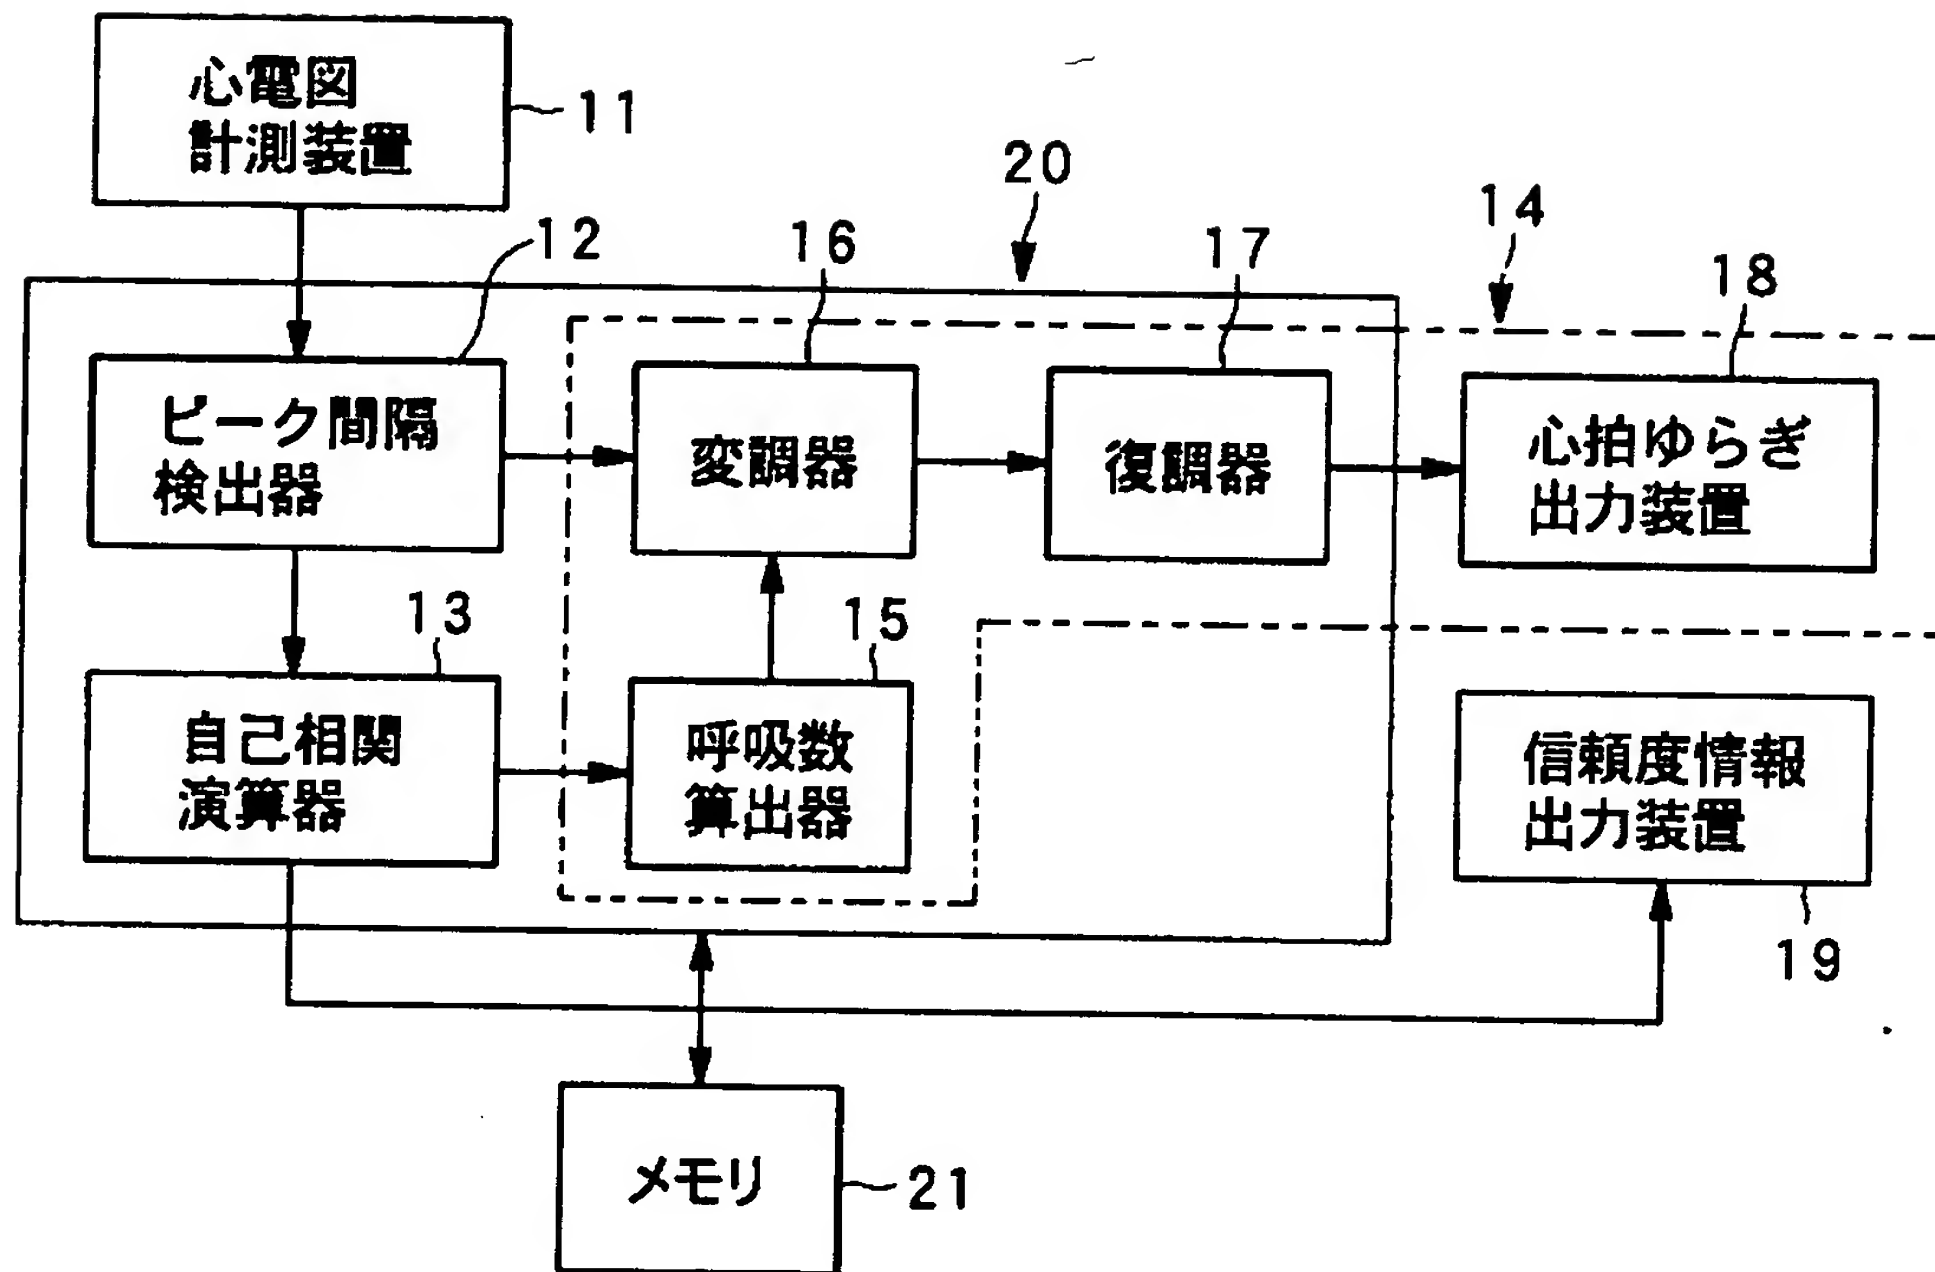 心電図
計測装置
11
20
14
12
16
17
18
ピーク間隔
検出器
変調器
復調器
心拍ゆらぎ
出力装置
13
15
自己相関
演算器
呼吸数
算出器
信頼度情報
出力装置
19
メモリ
21